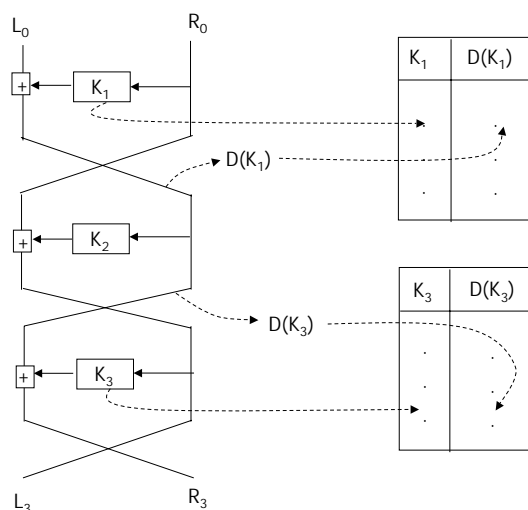 L₀ R₀
K₁ D(K₁)
+ K₁
D(K₁)
+ K₂
K₃ D(K₃)
D(K₃)
+ K₃
L₃ R₃